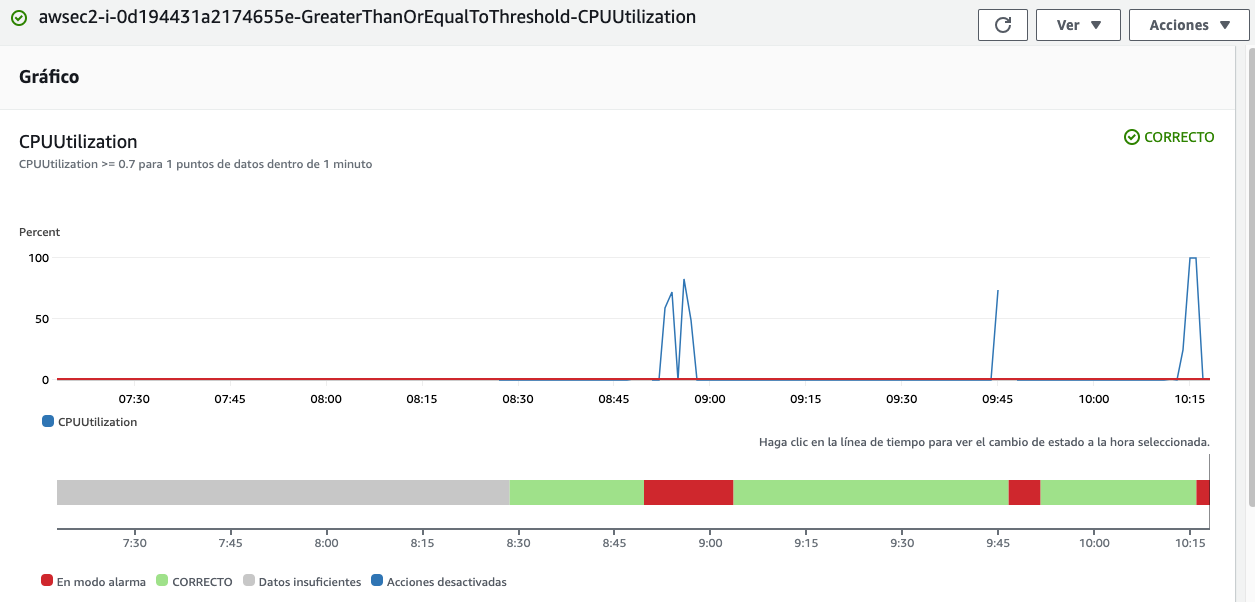 awsec2-i-0d194431a2174655e-GreaterThanOrEqualToThreshold-CPUUtilization
Ver
Acciones
Gráfico
CPUUtilization
CORRECTO
CPUUtilization >= 0.7 para 1 puntos de datos dentro de 1 minuto
Percent
100
50
0
07:30 07:45 08:00 08:15 08:30 08:45 09:00 09:15 09:30 09:45 10:00 10:15
CPUUtilization
Haga clic en la línea de tiempo para ver el cambio de estado a la hora seleccionada.
7:30 7:45 8:00 8:15 8:30 8:45 9:00 9:15 9:30 9:45 10:00 10:15
En modo alarma CORRECTO Datos insuficientes Acciones desactivadas